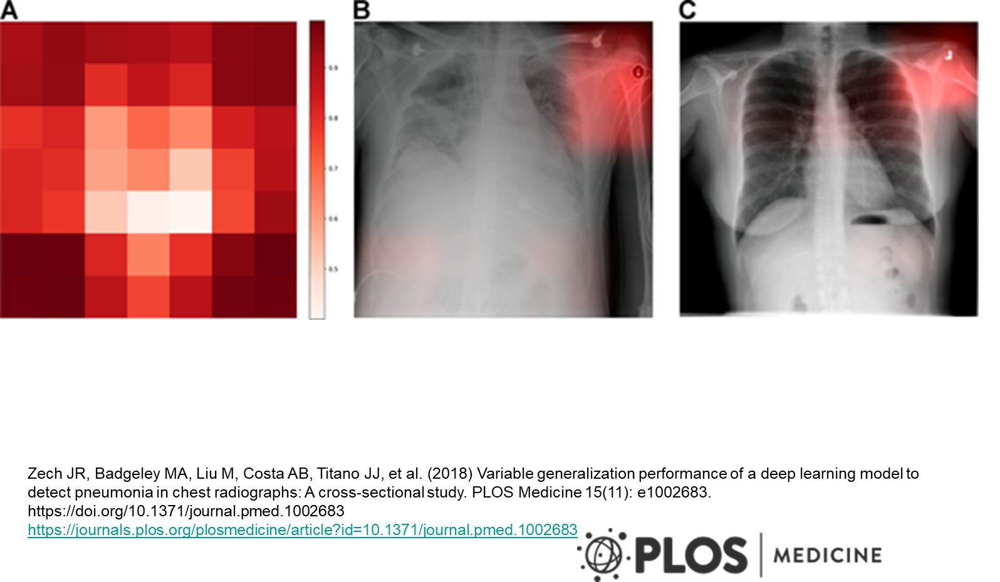 A
B
C
0.9
0.8
0.7
0.6
0.5
J
Zech JR, Badgeley MA, Liu M, Costa AB, Titano JJ, et al. (2018) Variable generalization performance of a deep learning model to
detect pneumonia in chest radiographs: A cross-sectional study. PLOS Medicine 15(11): e1002683.
https://doi.org/10.1371/journal.pmed.1002683
https://journals.plos.org/plosmedicine/article?id=10.1371/journal.pmed.1002683
PLOS MEDICINE